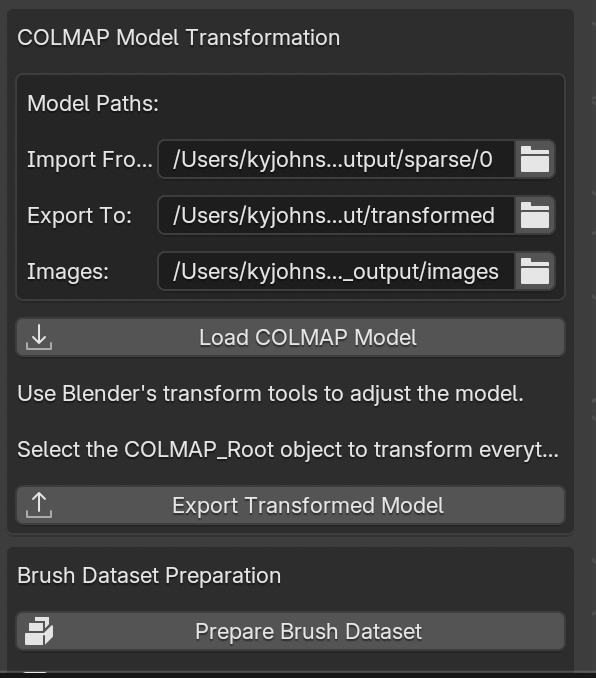 COLMAP Model Transformation
Model Paths:
Import Fro... /Users/kyjohns...utput/sparse/0
Export To: /Users/kyjohns...ut/transformed
Images: /Users/kyjohns..._output/images
Load COLMAP Model
Use Blender's transform tools to adjust the model.
Select the COLMAP_Root object to transform everyt...
Export Transformed Model
Brush Dataset Preparation
Prepare Brush Dataset